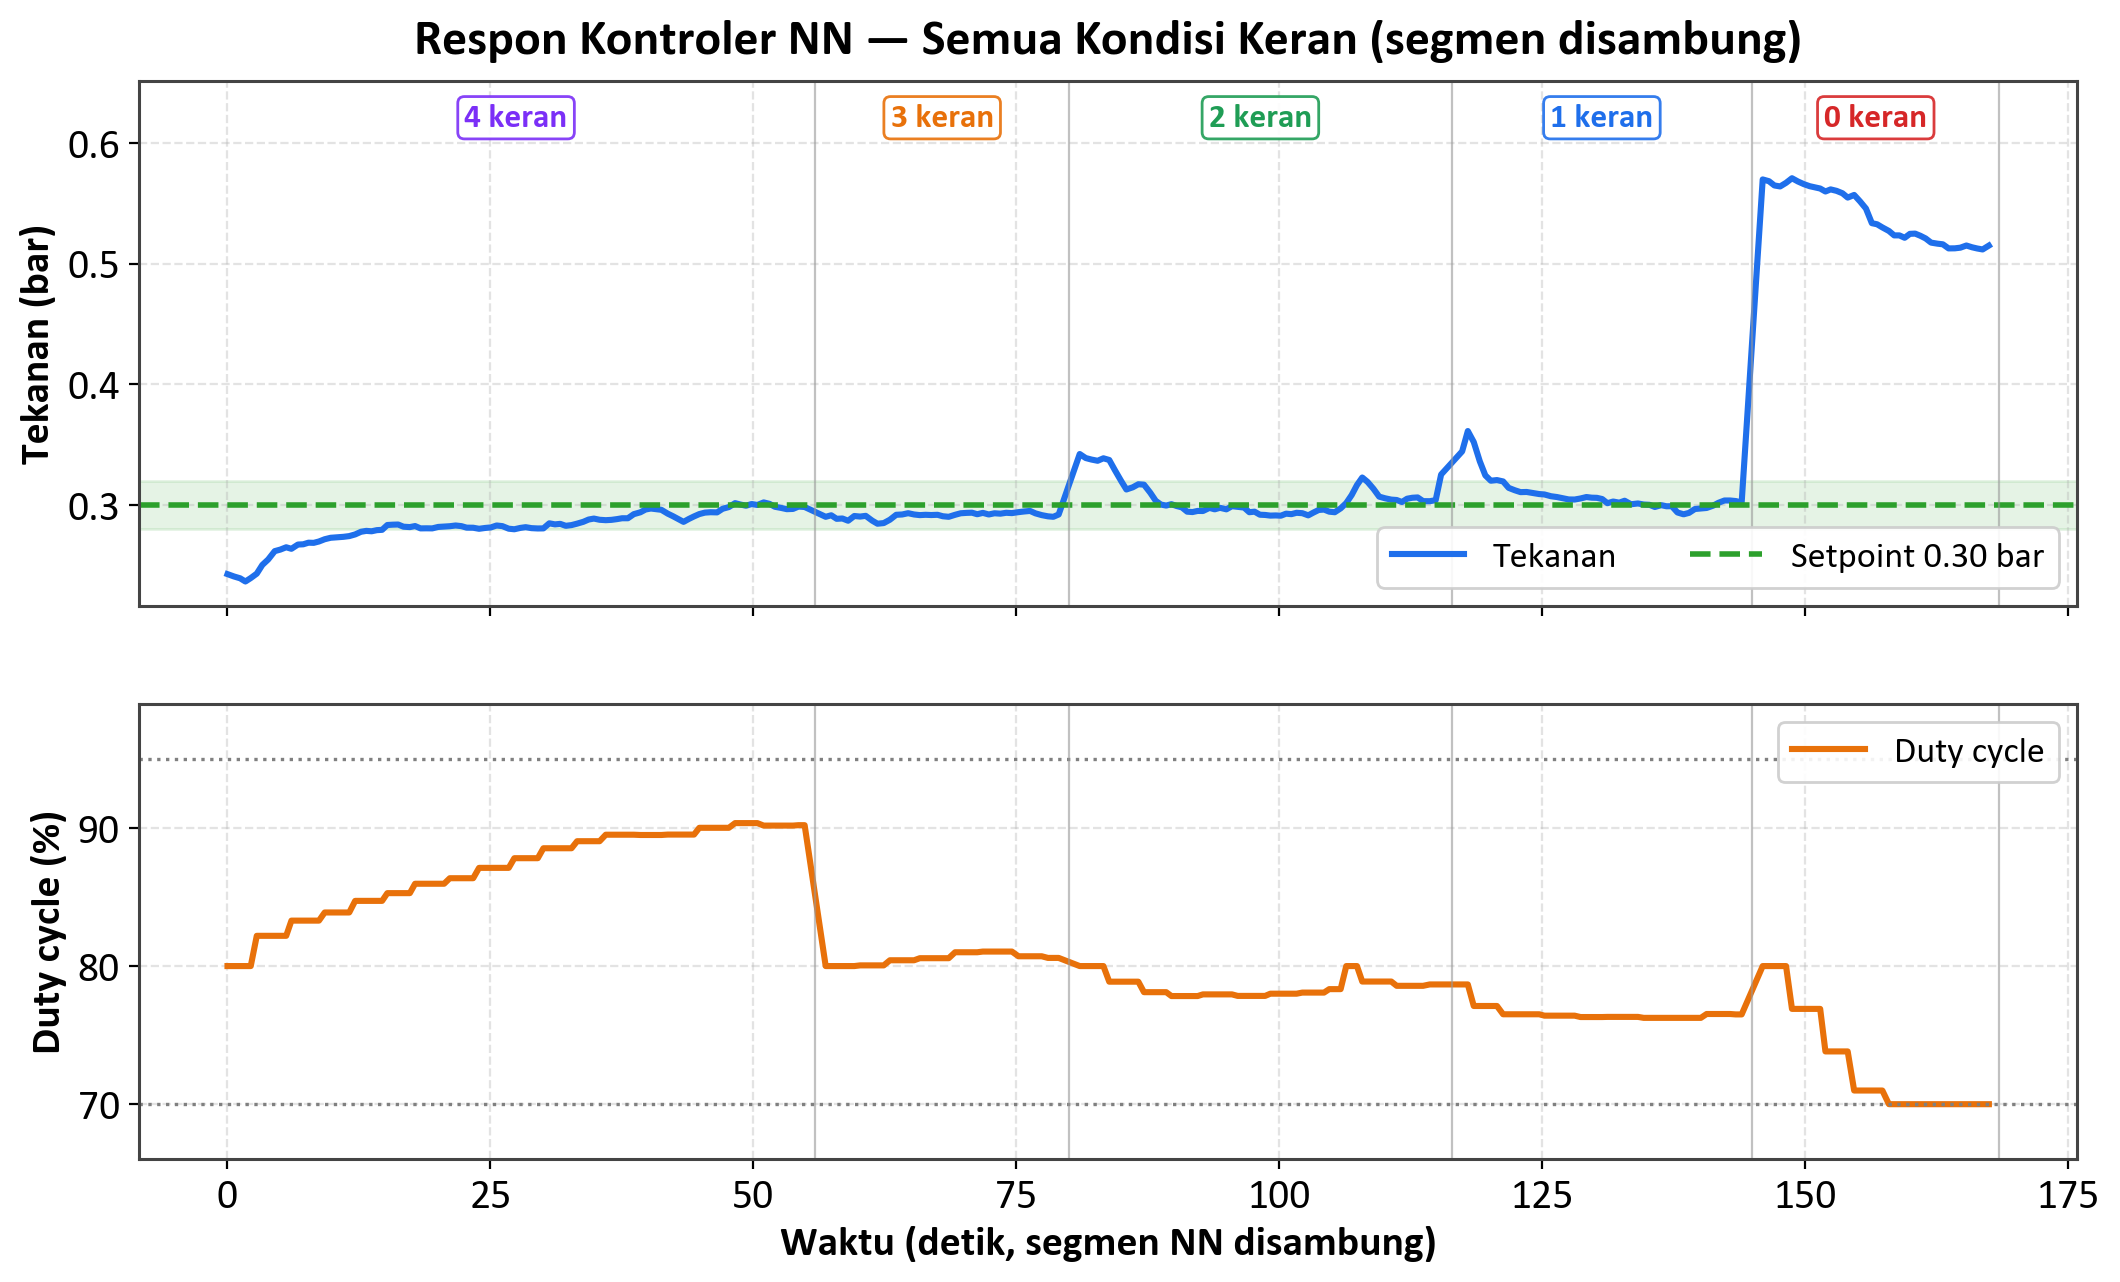 Respon Kontroler NN — Semua Kondisi Keran (segmen disambung)
4 keran
3 keran
2 keran
1 keran
0 keran
Tekanan (bar)
0.6
0.5
0.4
0.3
Tekanan
Setpoint 0.30 bar
Duty cycle (%)
90
80
70
Duty cycle
0
25
50
75
100
125
150
175
Waktu (detik, segmen NN disambung)